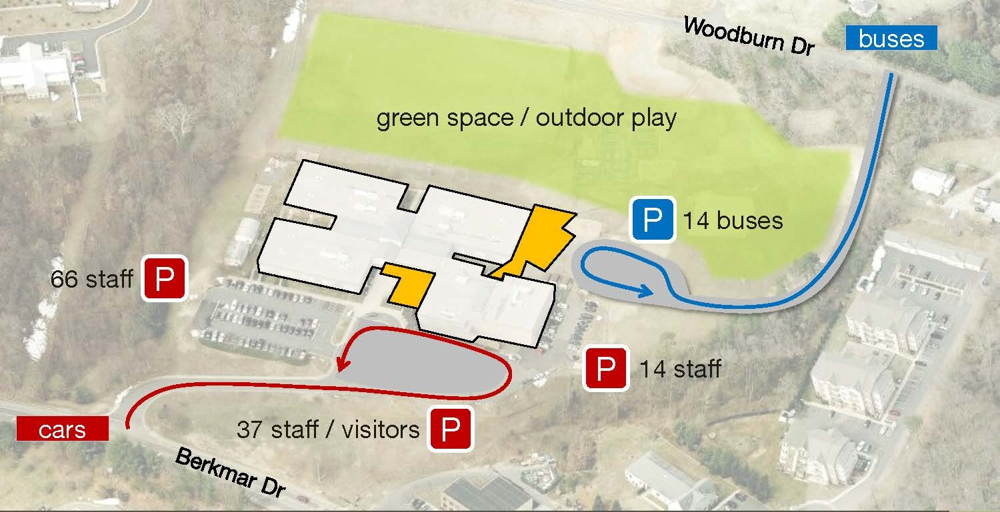 Woodburn Dr
buses
green space / outdoor play
P 14 buses
66 staff P
P 14 staff
cars
37 staff / visitors P
Berkmar Dr